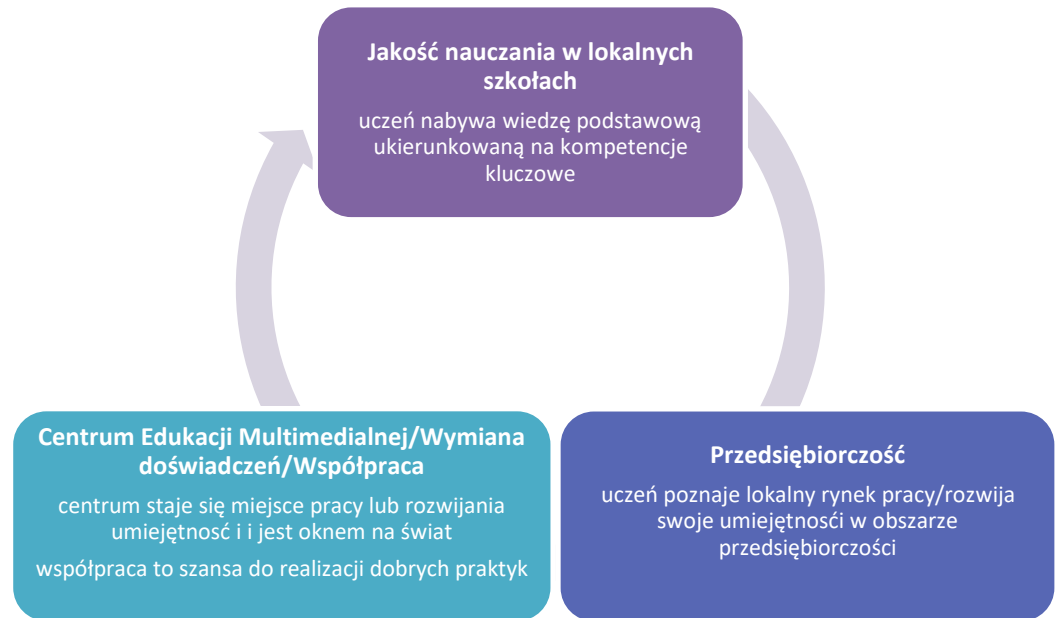 Jakość nauczania w lokalnych
szkołach
uczeń nabywa wiedzę podstawową
ukierunkowaną na kompetencje
kluczowe
Centrum Edukacji Multimedialnej/Wymiana
doświadczeń/Współpraca
centrum staje się miejsce pracy lub rozwijania
umiejętnosć i i jest oknem na świat
współpraca to szansa do realizacji dobrych praktyk
Przedsiębiorczość
uczeń poznaje lokalny rynek pracy/rozwija
swoje umiejętnosći w obszarze
przedsiębiorczości